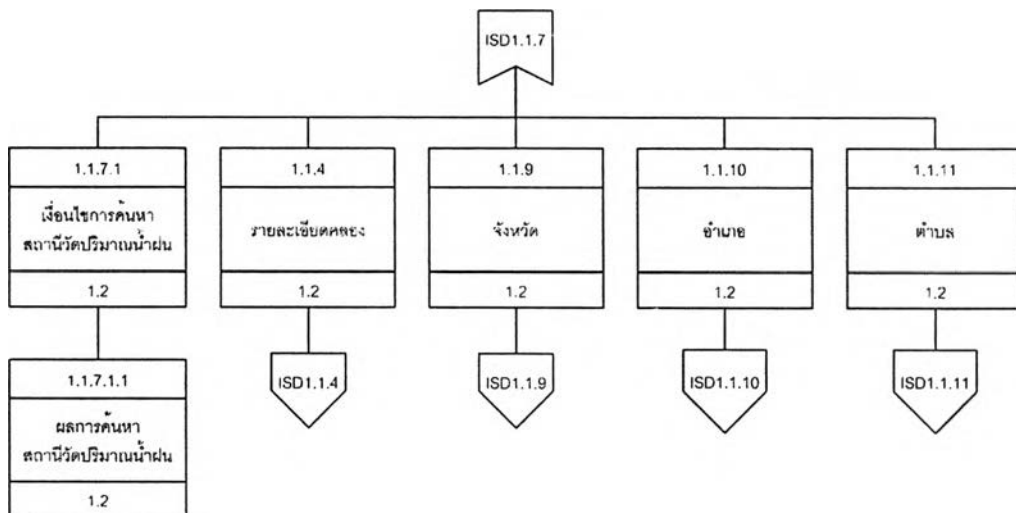 ISD1.1.7
1.1.7.1
เงื่อนไขการค้นหา
สถานีวัดปริมาณน้ำฝน
1.2
1.1.4
รายละเอียดคลอง
1.2
1.1.9
จังหวัด
1.2
1.1.10
อำเภอ
1.2
1.1.11
ตำบล
1.2
1.1.7.1.1
ผลการค้นหา
สถานีวัดปริมาณน้ำฝน
1.2
ISD1.1.4
ISD1.1.9
ISD1.1.10
ISD1.1.11